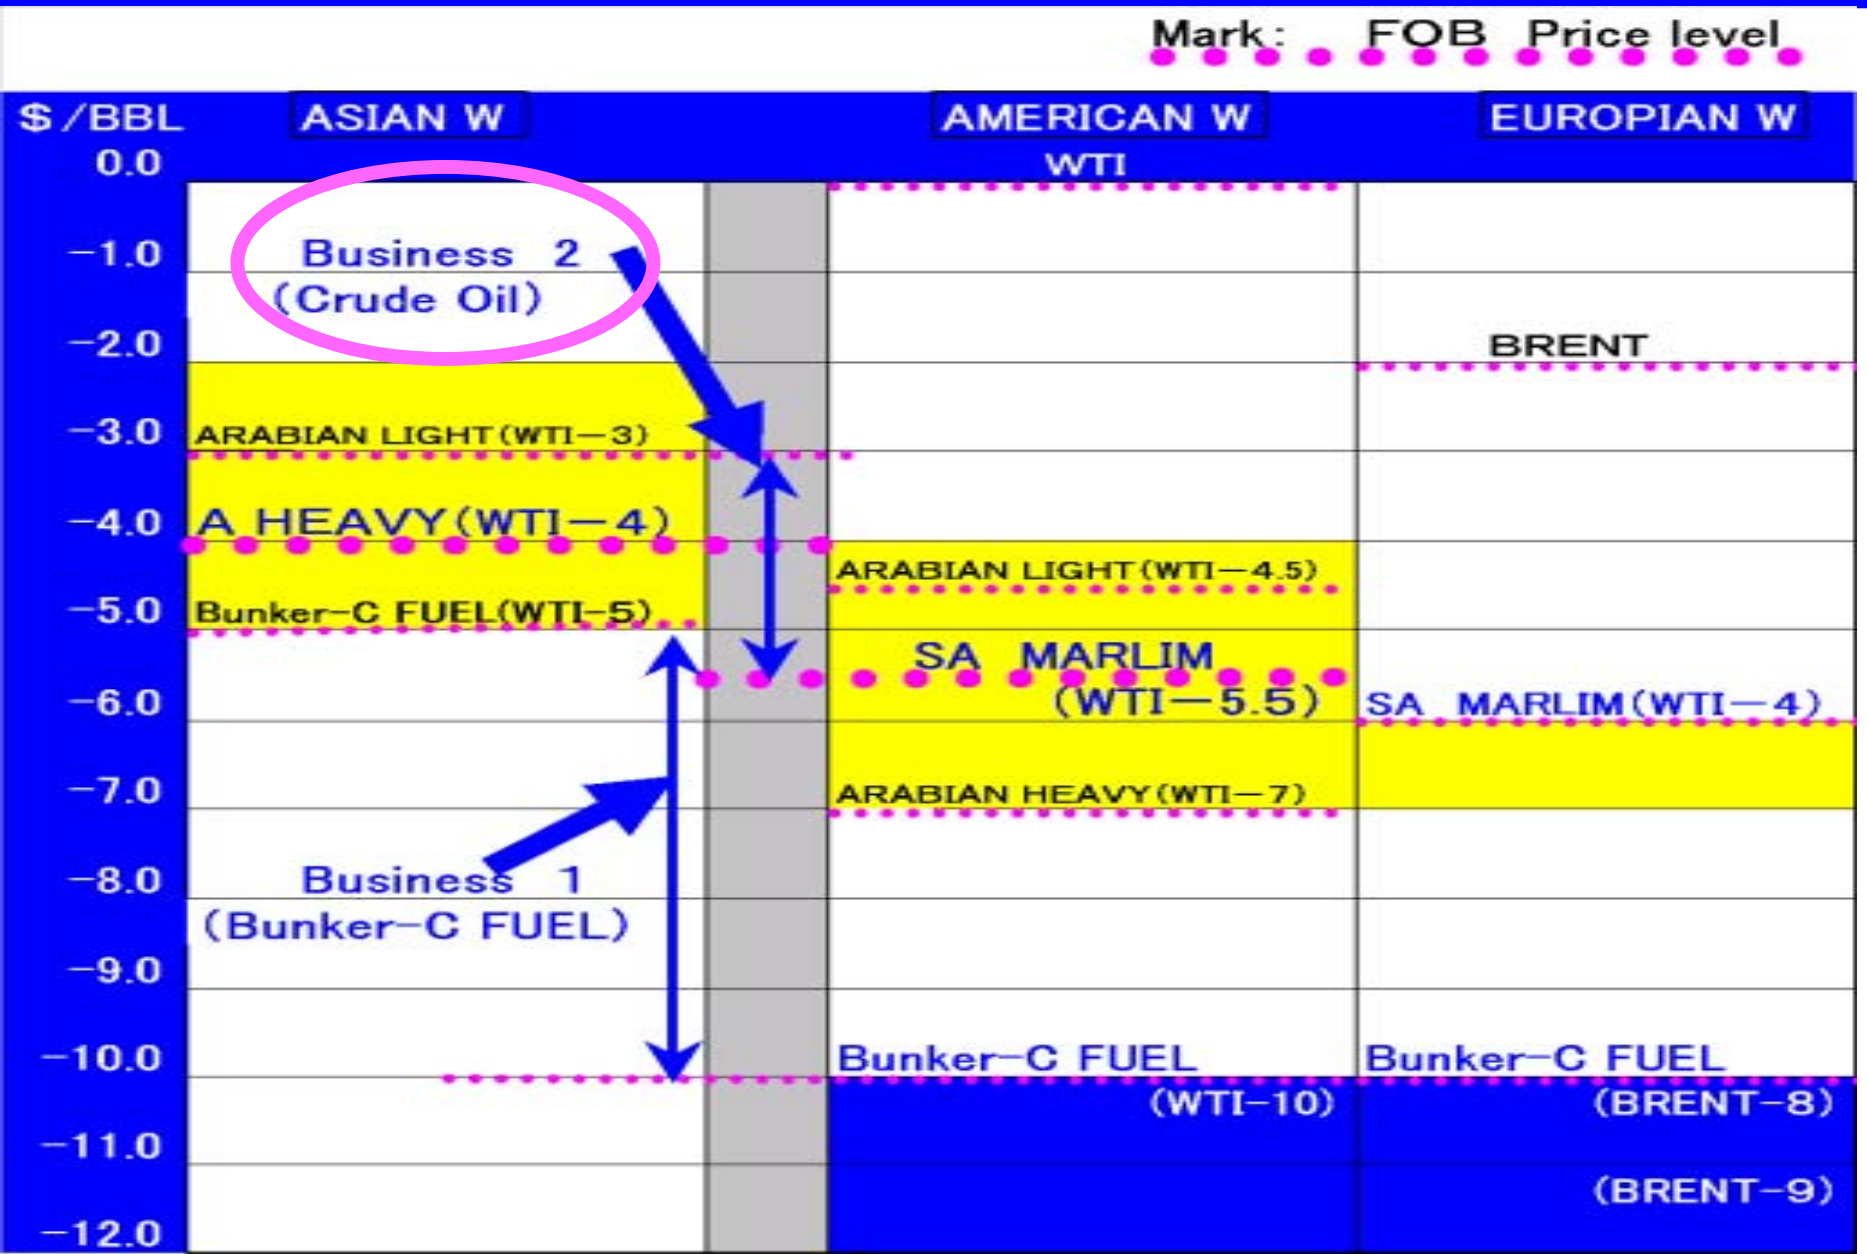 Mark: FOB Price level
$/BBL ASIAN W AMERICAN W EUROPIAN W
0.0 WTI
Business 2
−1.0
(Crude Oil)
−2.0 BRENT
−3.0 ARABIAN LIGHT(WTI−3)
−4.0 A HEAVY(WTI−4)
ARABIAN LIGHT(WTI−4.5)
−5.0 Bunker-C FUEL(WTI-5)
SA MARLIM
(WTI−5.5)
−6.0 SA MARLIM(WTI−4)
−7.0 ARABIAN HEAVY(WTI−7)
−8.0 Business 1
(Bunker-C FUEL)
−9.0
−10.0 Bunker-C FUEL Bunker-C FUEL
(WTI-10) (BRENT-8)
−11.0
(BRENT-9)
−12.0